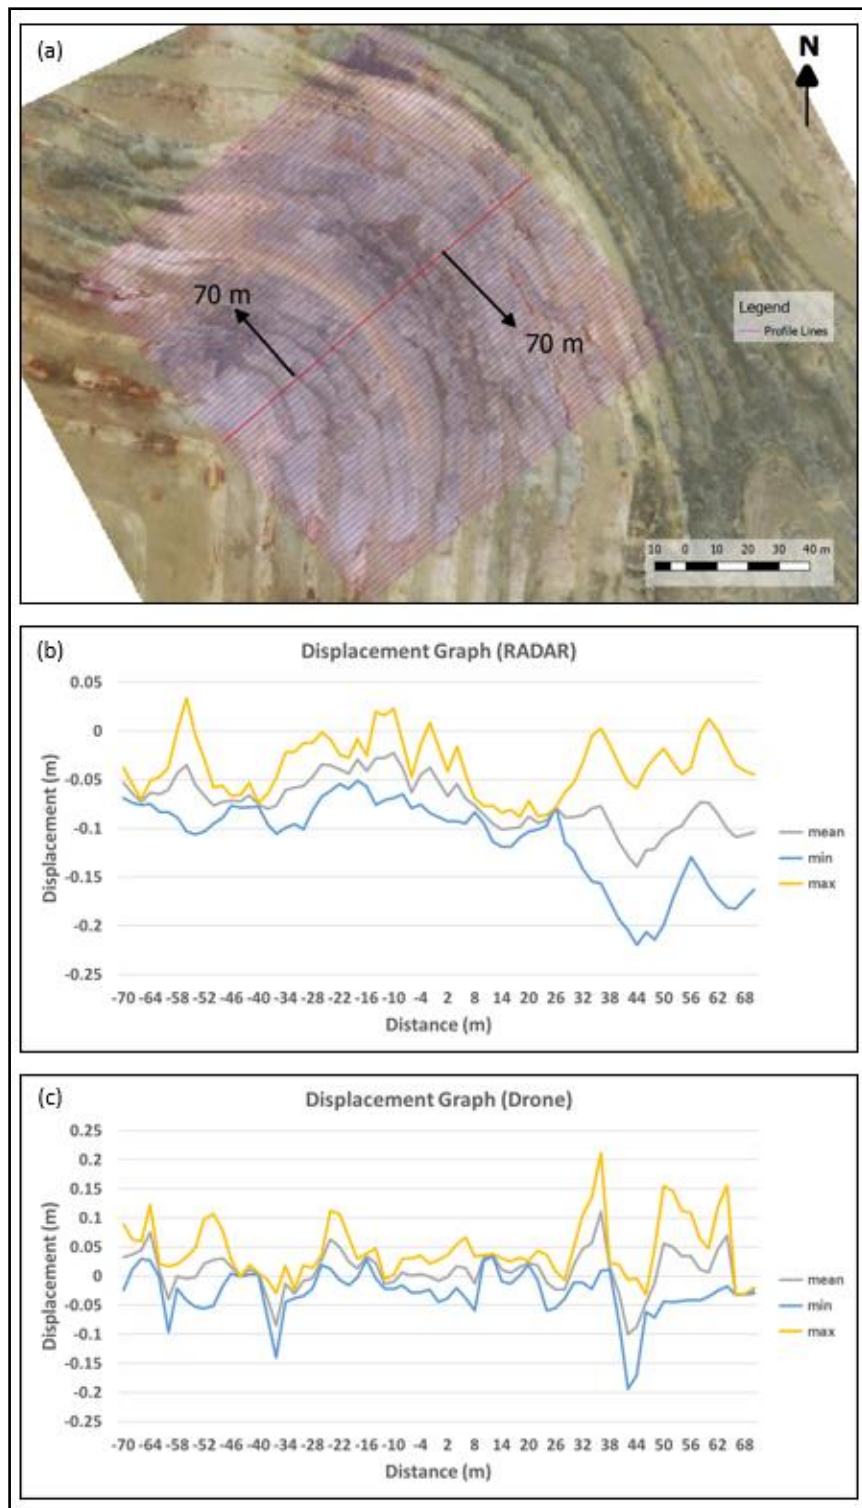 (a)
N
70 m
70 m
Legend
Profile Lines
10 0 10 20 30 40 m
(b)
Displacement Graph (RADAR)
0.05
0
-0.05
-0.1
-0.15
-0.2
-0.25
Displacement (m)
-70 -64 -58 -52 -46 -40 -34 -28 -22 -16 -10 -4 2 8 14 20 26 32 38 44 50 56 62 68
Distance (m)
mean
min
max
(c)
Displacement Graph (Drone)
0.25
0.2
0.15
0.1
0.05
0
-0.05
-0.1
-0.15
-0.2
-0.25
Displacement (m)
-70 -64 -58 -52 -46 -40 -34 -28 -22 -16 -10 -4 2 8 14 20 26 32 38 44 50 56 62 68
Distance (m)
mean
min
max